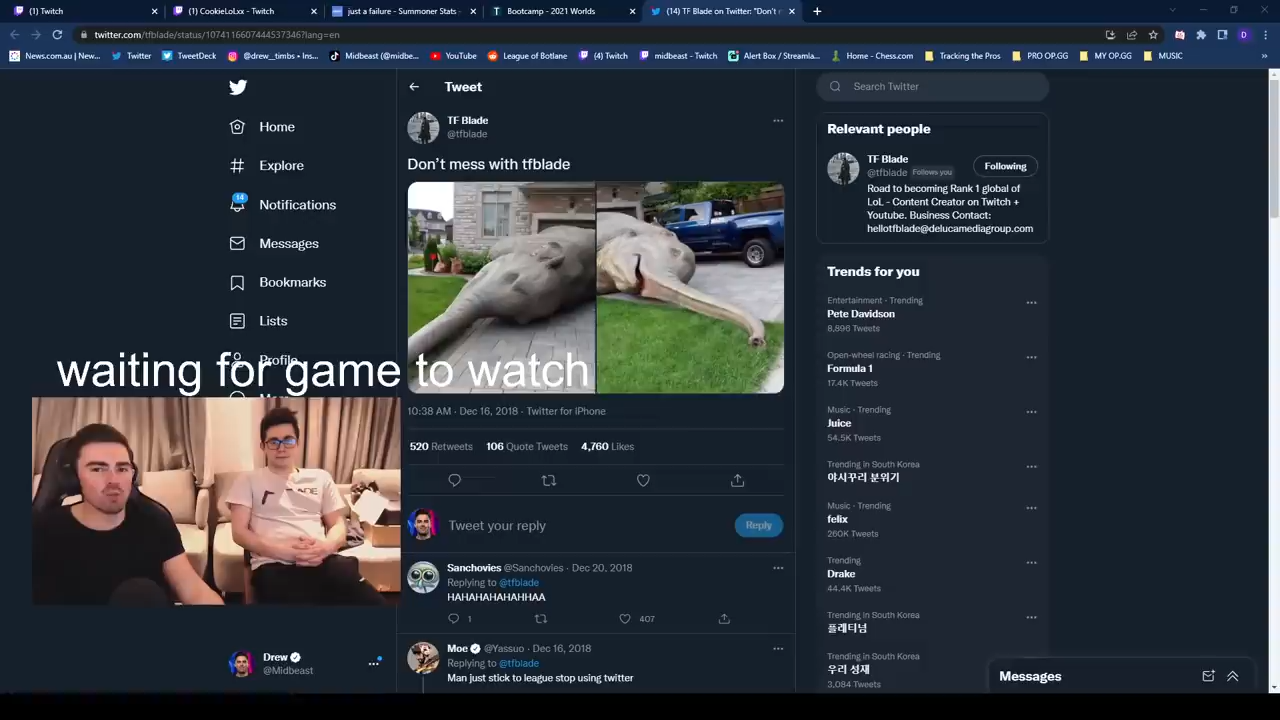 (1) Twitch
(1) CookieLoLxx - Twitch
just a failure - Summoner Stats
Bootcamp - 2021 Worlds
(14) TF Blade on Twitter: "Don't
twitter.com/tfblade/status/1074116607444537346?lang=en
News.com.au | New...
Twitter
TweetDeck
@drew_timbs • Ins...
Midbeast (@midbe...
YouTube
League of Botlane
(4) Twitch
midbeast - Twitch
Alert Box / Streamla...
Home - Chess.com
Tracking the Pros
PRO OP.GG
MY OP.GG
MUSIC
Home
Explore
14
Notifications
Messages
Bookmarks
Lists
Profile
waiting for game to watch
Drew
@Midbeast
Tweet
TF Blade
@tfblade
Don't mess with tfblade
10:38 AM · Dec 16, 2018 · Twitter for iPhone
520 Retweets 106 Quote Tweets 4,760 Likes
Tweet your reply
Reply
Sanchovies @Sanchovies · Dec 20, 2018
Replying to @tfblade
HAHAHAHAHAHHAA
1
407
Moe @Yassuo · Dec 16, 2018
Replying to @tfblade
Man just stick to league stop using twitter
Search Twitter
Relevant people
TF Blade
@tfblade Follows you
Following
Road to becoming Rank 1 global of
LoL - Content Creator on Twitch +
Youtube. Business Contact:
hellotfblade@delucamediagroup.com
Trends for you
Entertainment · Trending
Pete Davidson
8,896 Tweets
Open-wheel racing · Trending
Formula 1
17.4K Tweets
Music · Trending
Juice
54.5K Tweets
Trending in South Korea
야시꾸리 분위기
Music · Trending
felix
260K Tweets
Trending
Drake
44.4K Tweets
Trending in South Korea
플래티넘
Trending in South Korea
우리 성재
3,084 Tweets
Messages